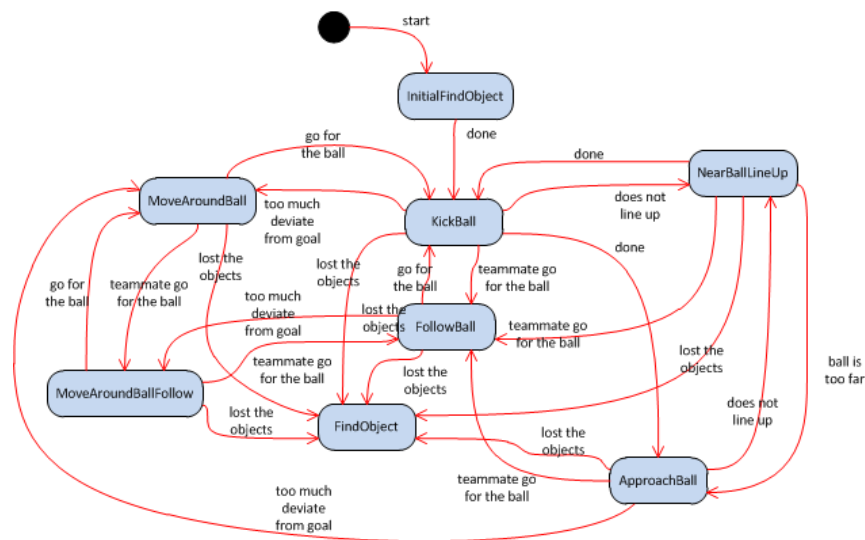 start
InitialFindObject
done
go for
the ball
done
NearBallLineUp
MoveAroundBall
too much
deviate
from goal
KickBall
does not
line up
lost the
objects
lost the
objects
go for
the ball
teammate go
for the ball
done
go for
the ball
teammate go
for the ball
too much
deviate
from goal
lost the
objects
FollowBall
teammate go
for the ball
teammate go
for the ball
lost the
objects
lost the
objects
ball is
too far
MoveAroundBallFollow
lost the
objects
FindObject
does not
line up
lost the
objects
teammate go
for the ball
ApproachBall
too much
deviate
from goal